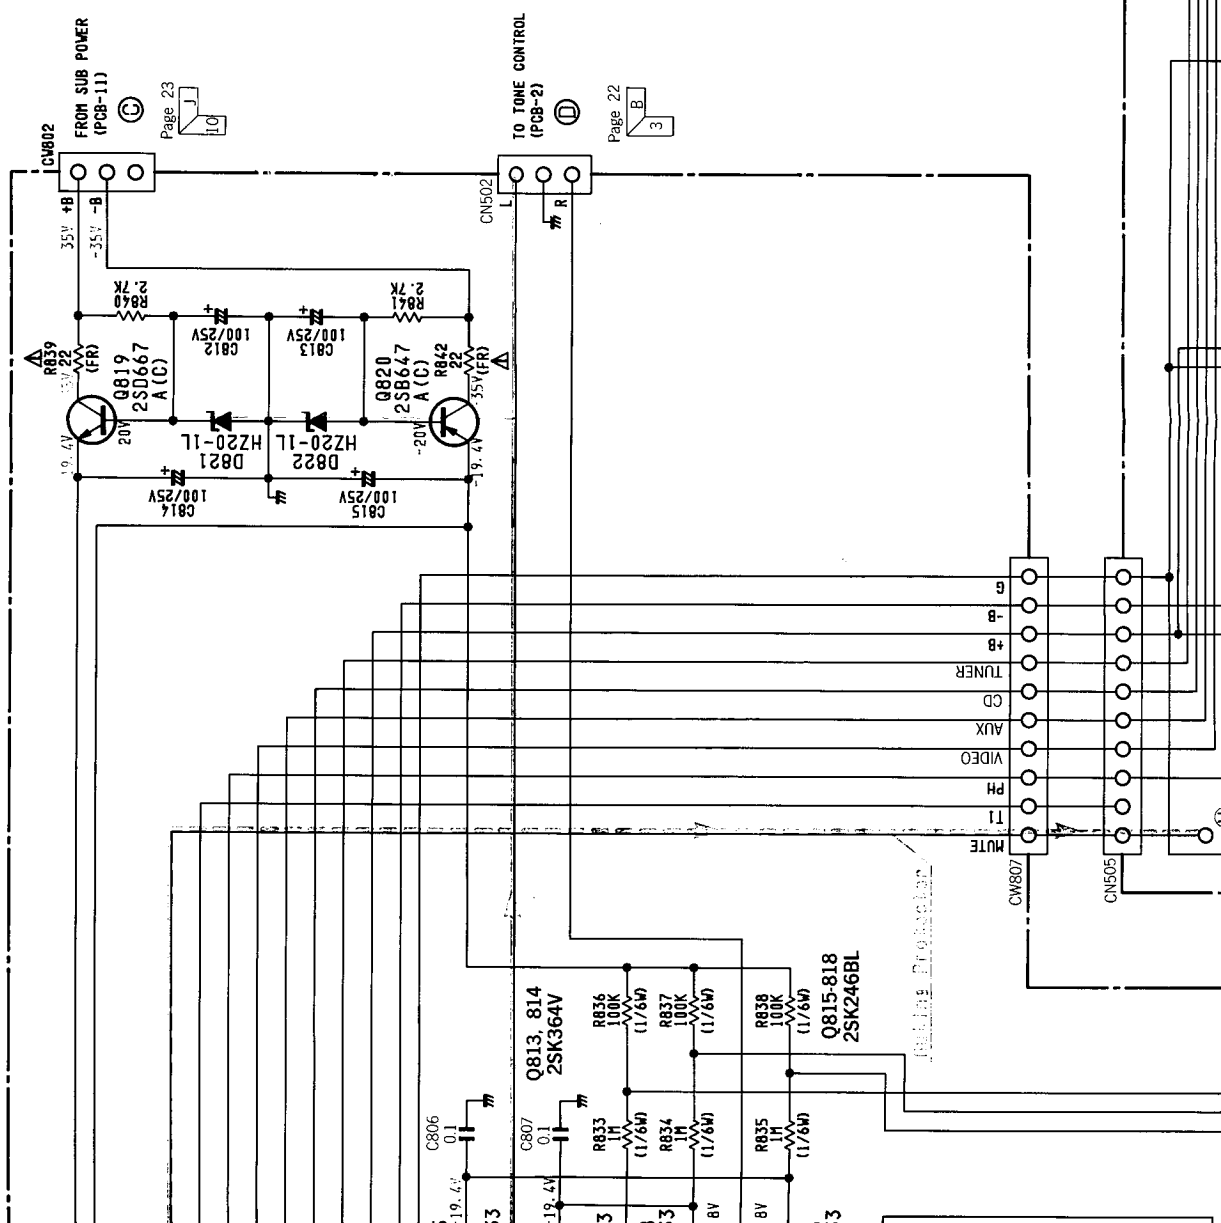 FROM SUB POWER
(PCB-11)
C
Page 23
J
10
CW802
TO TONE CONTROL
(PCB-2)
D
Page 22
B
3
CN502
L
R
35V +B
-35V -B
2.7K
R840
2.7K
R841
R839
22
(FR)
R842
22
(FR)
+
100/25V
C812
+
100/25V
C813
Q819
2SD667
A(C)
Q820
2SB647
A(C)
-35V
20V
-20V
19.4V
-19.4V
HZ20-1L
D821
HZ20-1L
D822
+
100/25V
C814
+
100/25V
C815
G
-B
+B
TUNER
CD
AUX
VIDEO
PH
T1
MUTE
CW807
CN505
Q813, 814
2SK364V
R836
100K
(1/6W)
R837
100K
(1/6W)
R838
100K
(1/6W)
Q815-818
2SK246BL
C806
0.1
C807
0.1
R833
1M
(1/6W)
R834
1M
(1/6W)
R835
1M
(1/6W)
-19.4V
-19.4V
8V
8V